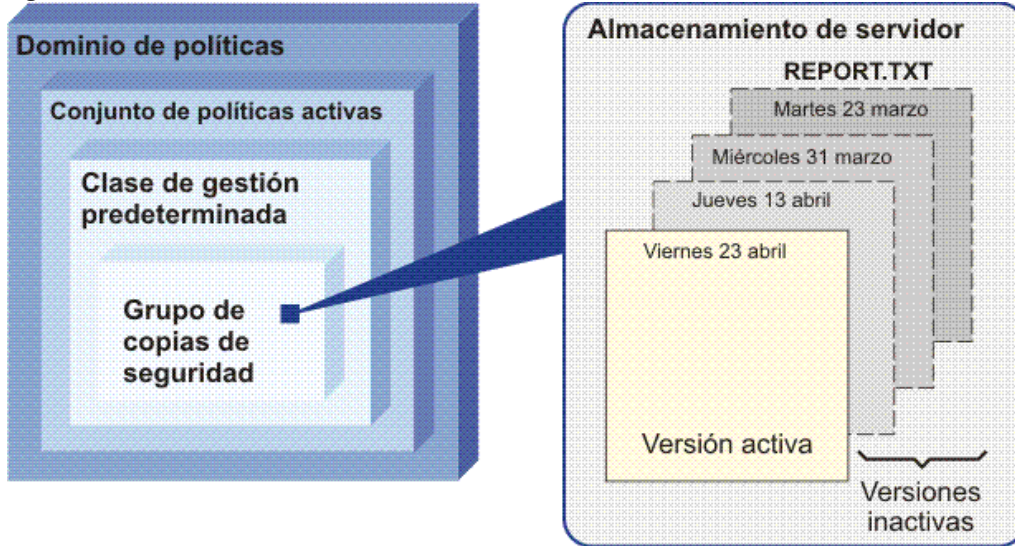 Dominio de políticas
Conjunto de políticas activas
Clase de gestión
predeterminada
Grupo de
copias de
seguridad
Almacenamiento de servidor
REPORT.TXT
Martes 23 marzo
Miércoles 31 marzo
Jueves 13 abril
Viernes 23 abril
Versión activa
Versiones
inactivas